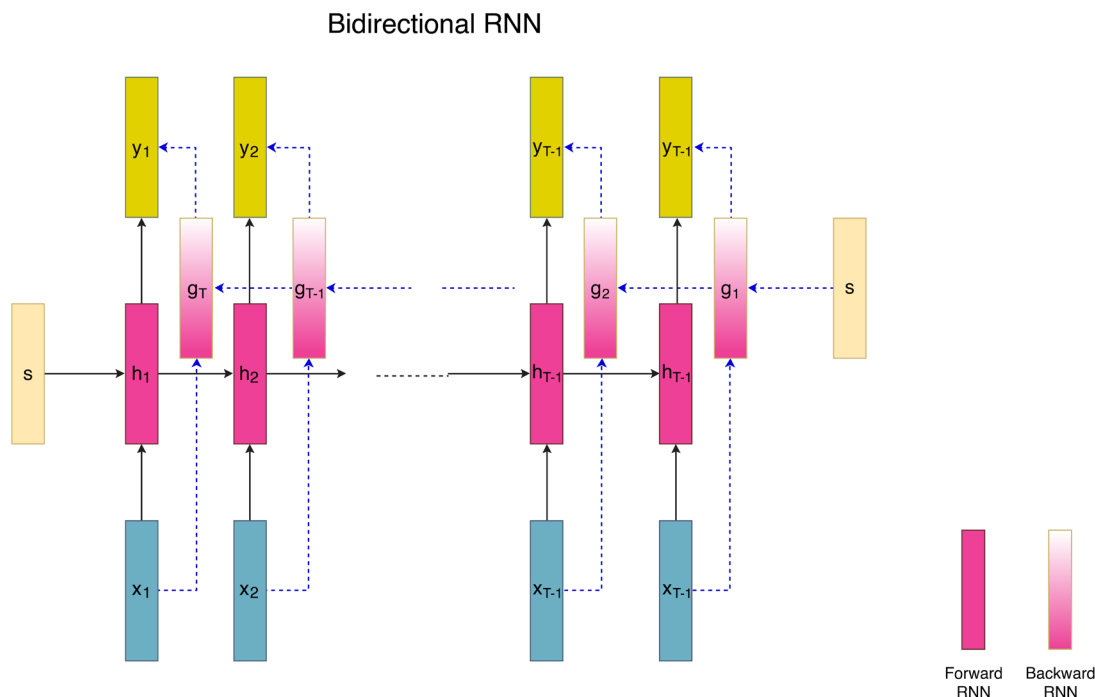 Bidirectional RNN
y1 y2 yT-1 yT-1
gT gT-1 g2 g1 s
s h1 h2 hT-1 hT-1
x1 x2 xT-1 xT-1
Forward RNN
Backward RNN